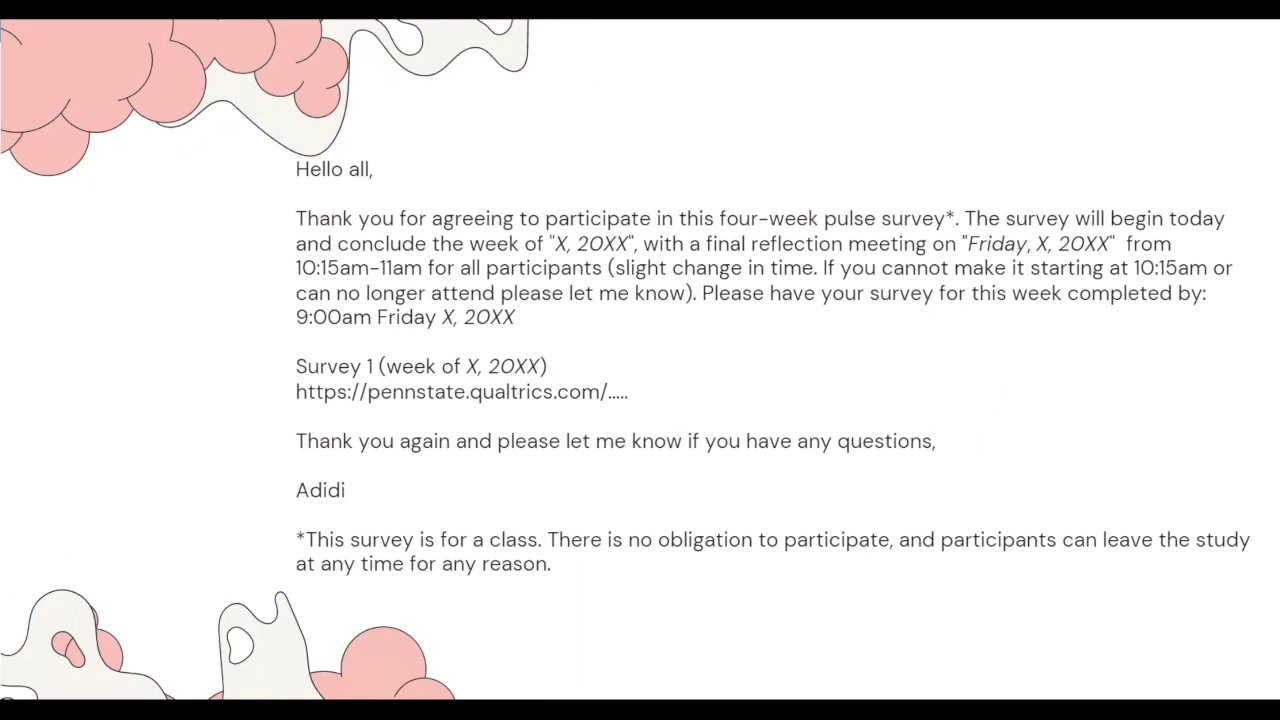 Hello all,
Thank you for agreeing to participate in this four-week pulse survey*. The survey will begin today
and conclude the week of "X, 20XX", with a final reflection meeting on "Friday, X, 20XX" from
10:15am-11am for all participants (slight change in time. If you cannot make it starting at 10:15am or
can no longer attend please let me know). Please have your survey for this week completed by:
9:00am Friday X, 20XX
Survey 1 (week of X, 20XX)
https://pennstate.qualtrics.com/.....
Thank you again and please let me know if you have any questions,
Adidi
*This survey is for a class. There is no obligation to participate, and participants can leave the study
at any time for any reason.